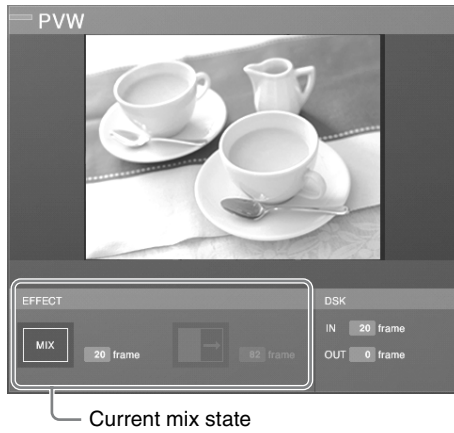 PVW
EFFECT
MIX
20 frame
82 frame
DSK
IN 20 frame
OUT 0 frame
Current mix state